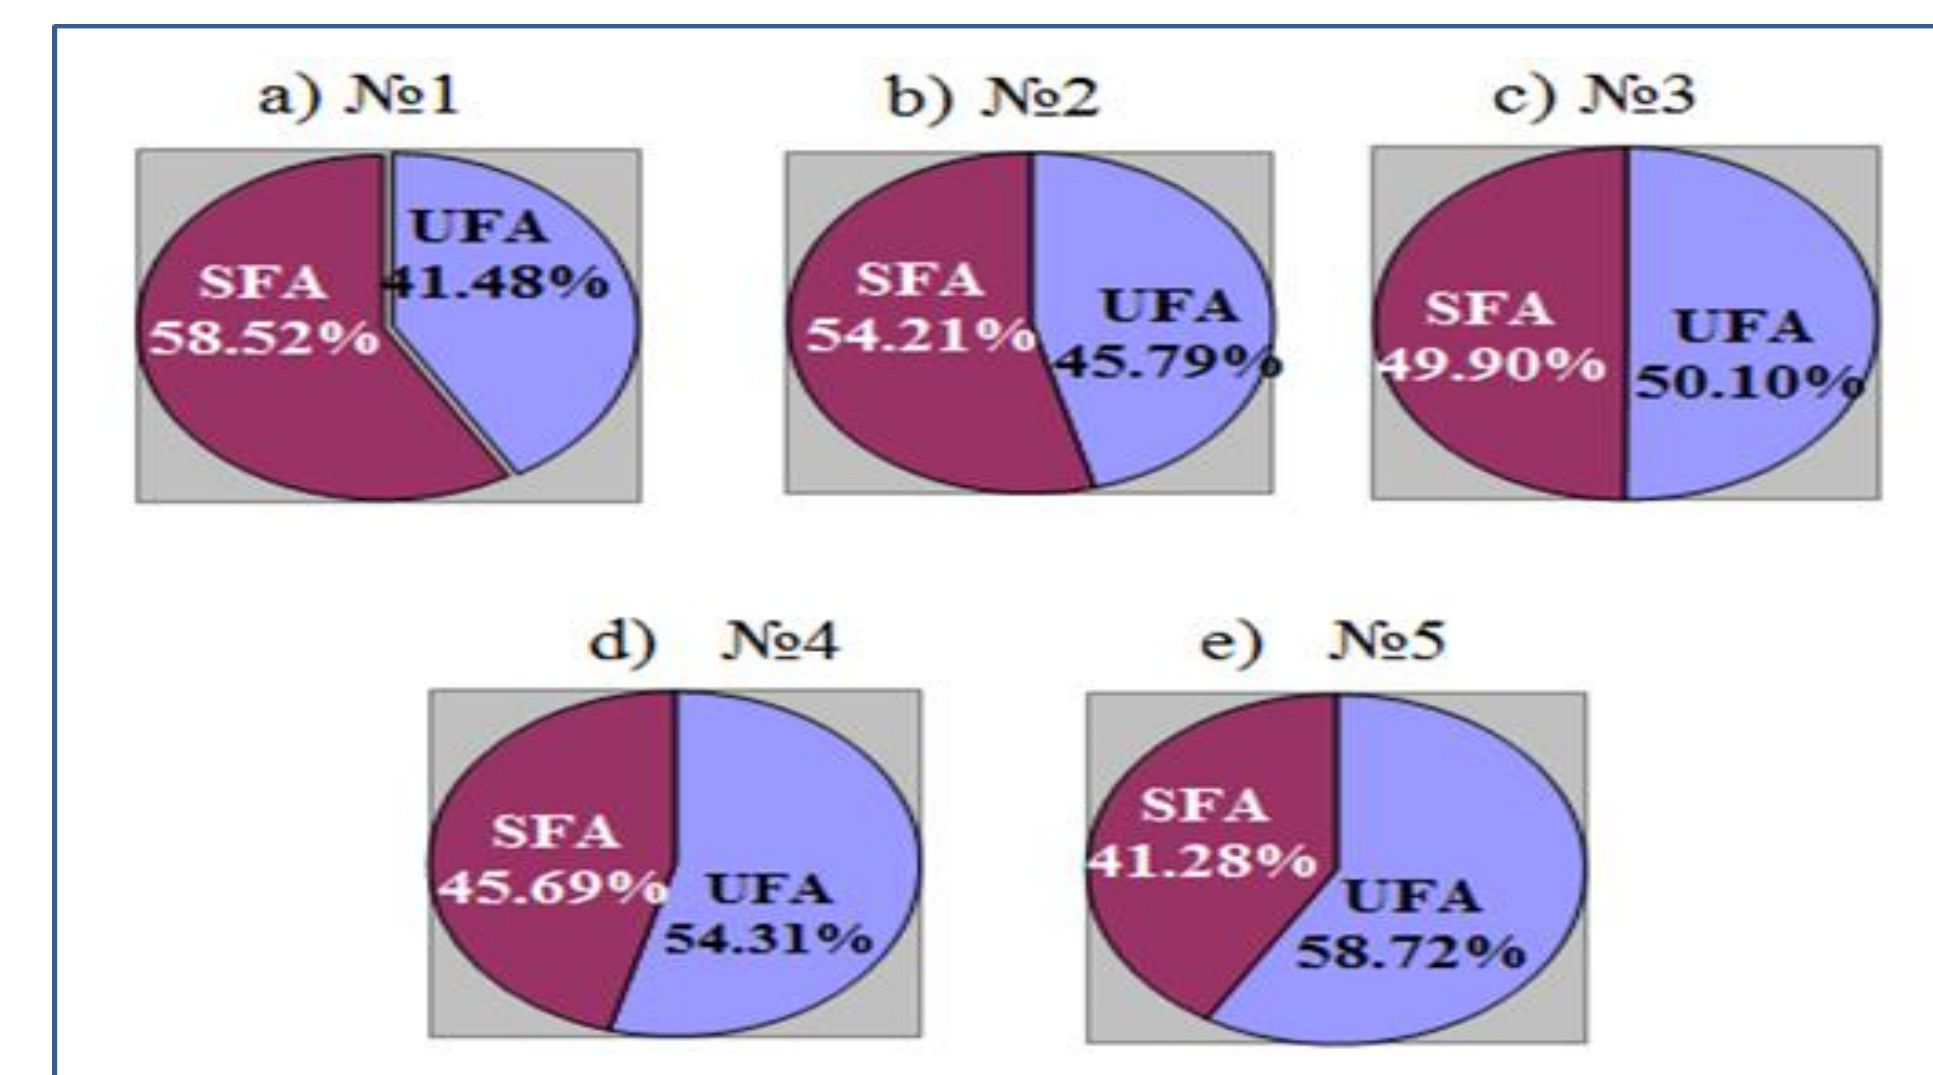 a) №1
b) №2
c) №3
UFA
41.48%
SFA
58.52%
SFA
54.21%
UFA
45.79%
SFA
49.90%
UFA
50.10%
d) №4
e) №5
SFA
45.69%
UFA
54.31%
SFA
41.28%
UFA
58.72%